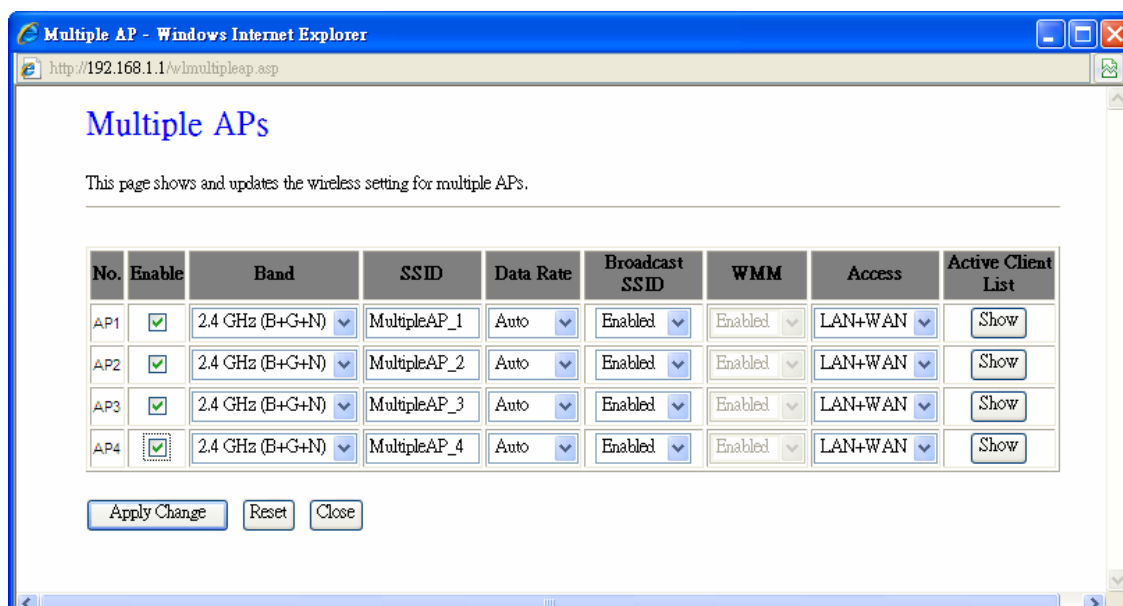 Multiple AP - Windows Internet Explorer
http://192.168.1.1/wlmultipleap.asp
Multiple APs
This page shows and updates the wireless setting for multiple APs.
No. Enable Band SSID Data Rate Broadcast SSID WMM Access Active Client List
AP1 2.4 GHz (B+G+N) MultipleAP_1 Auto Enabled Enabled LAN+WAN Show
AP2 2.4 GHz (B+G+N) MultipleAP_2 Auto Enabled Enabled LAN+WAN Show
AP3 2.4 GHz (B+G+N) MultipleAP_3 Auto Enabled Enabled LAN+WAN Show
AP4 2.4 GHz (B+G+N) MultipleAP_4 Auto Enabled Enabled LAN+WAN Show
Apply Change Reset Close